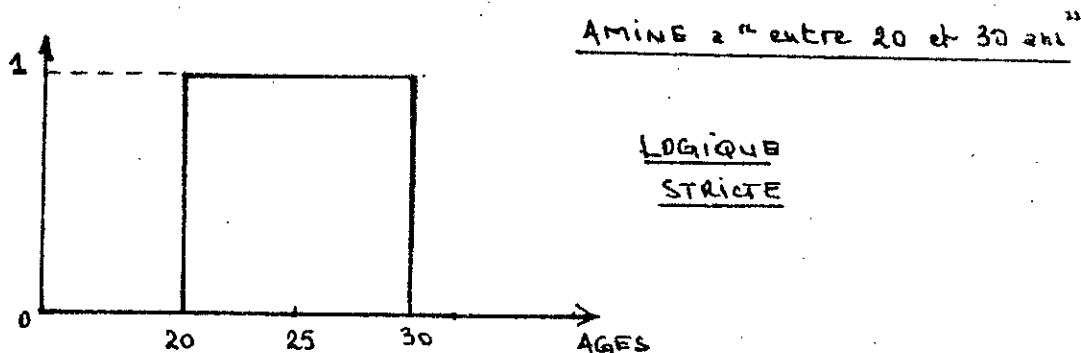 AMINE a "entre 20 et 30 ans"
1
LOGIQUE
STRICTE
0
20 25 30 AGES